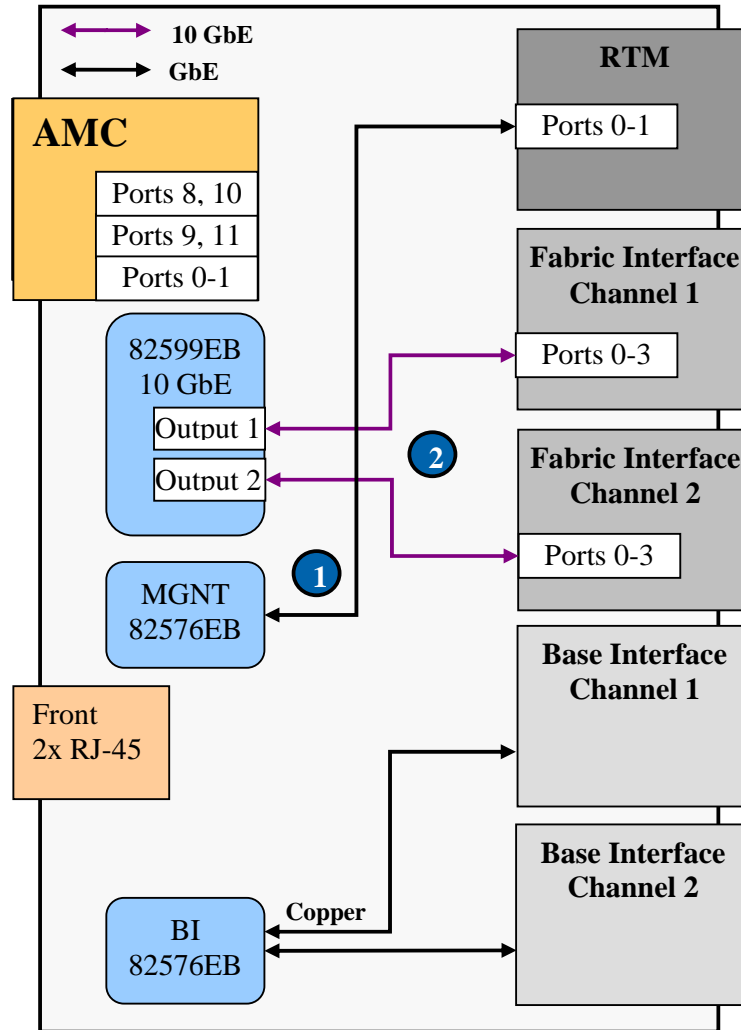 10 GbE
GbE
AMC
Ports 8, 10
Ports 9, 11
Ports 0-1
82599EB
10 GbE
Output 1
Output 2
MGNT
82576EB
Front
2x RJ-45
BI
82576EB
Copper
1
2
RTM
Ports 0-1
Fabric Interface
Channel 1
Ports 0-3
Fabric Interface
Channel 2
Ports 0-3
Base Interface
Channel 1
Base Interface
Channel 2